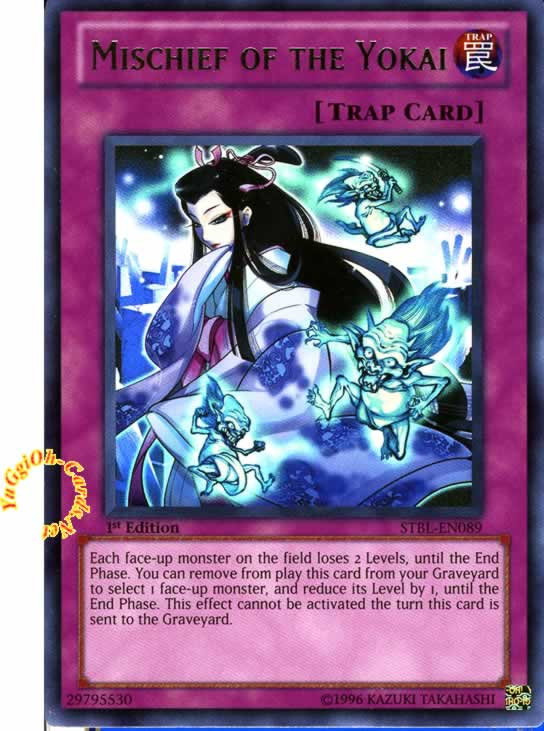 MISCHIEF OF THE YOKAI
TRAP
罠
[TRAP CARD]
YuGgiOh-Cards.Net
1st Edition
STBL-EN089
Each face-up monster on the field loses 2 Levels, until the End
Phase. You can remove from play this card from your Graveyard
to select 1 face-up monster, and reduce its Level by 1, until the
End Phase. This effect cannot be activated the turn this card is
sent to the Graveyard.
29795530
©1996 KAZUKI TAKAHASHI